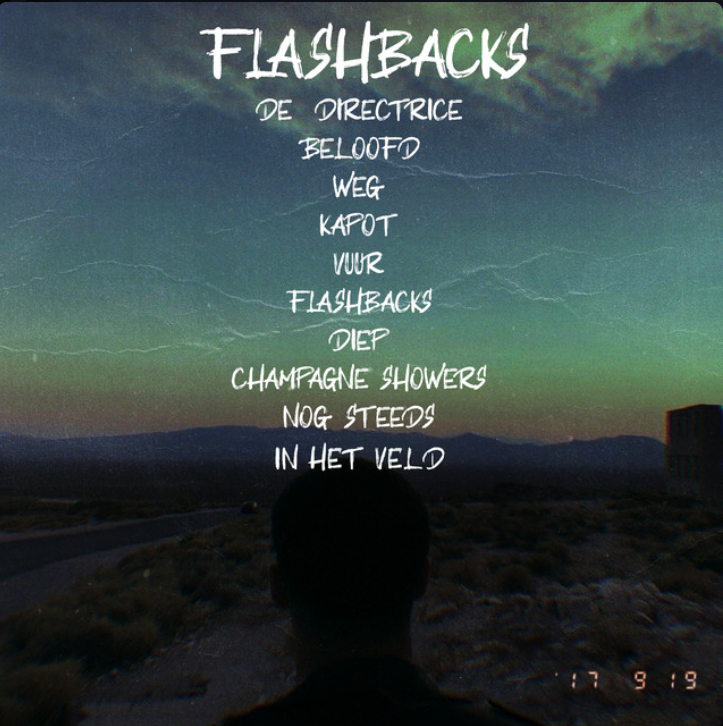 FLASHBACKS
DE DIRECTRICE
BELOOFD
WEG
KAPOT
VUUR
FLASHBACKS
DIEP
CHAMPAGNE SHOWERS
NOG STEEDS
IN HET VELD
'17 9 19